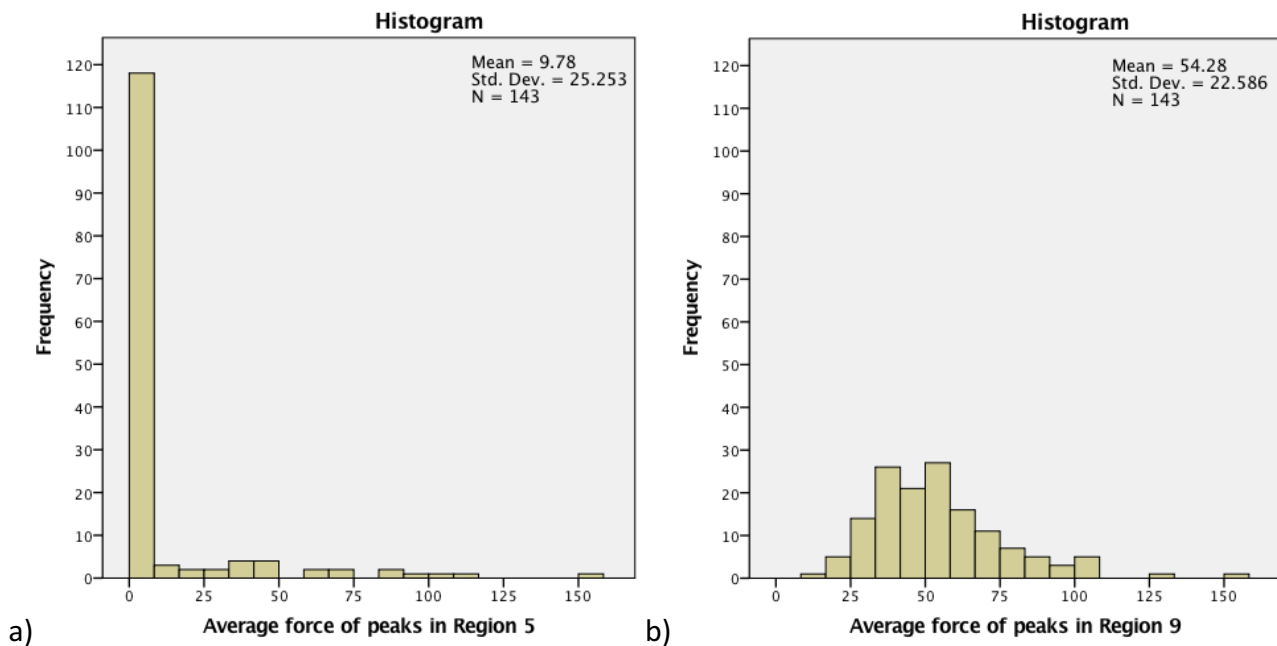 Histogram
Mean = 9.78
Std. Dev. = 25.253
N = 143
120
110
100
90
80
70
60
50
40
30
20
10
0
Frequency
0 25 50 75 100 125 150
Average force of peaks in Region 5
a)
Histogram
Mean = 54.28
Std. Dev. = 22.586
N = 143
120
110
100
90
80
70
60
50
40
30
20
10
0
Frequency
0 25 50 75 100 125 150
Average force of peaks in Region 9
b)